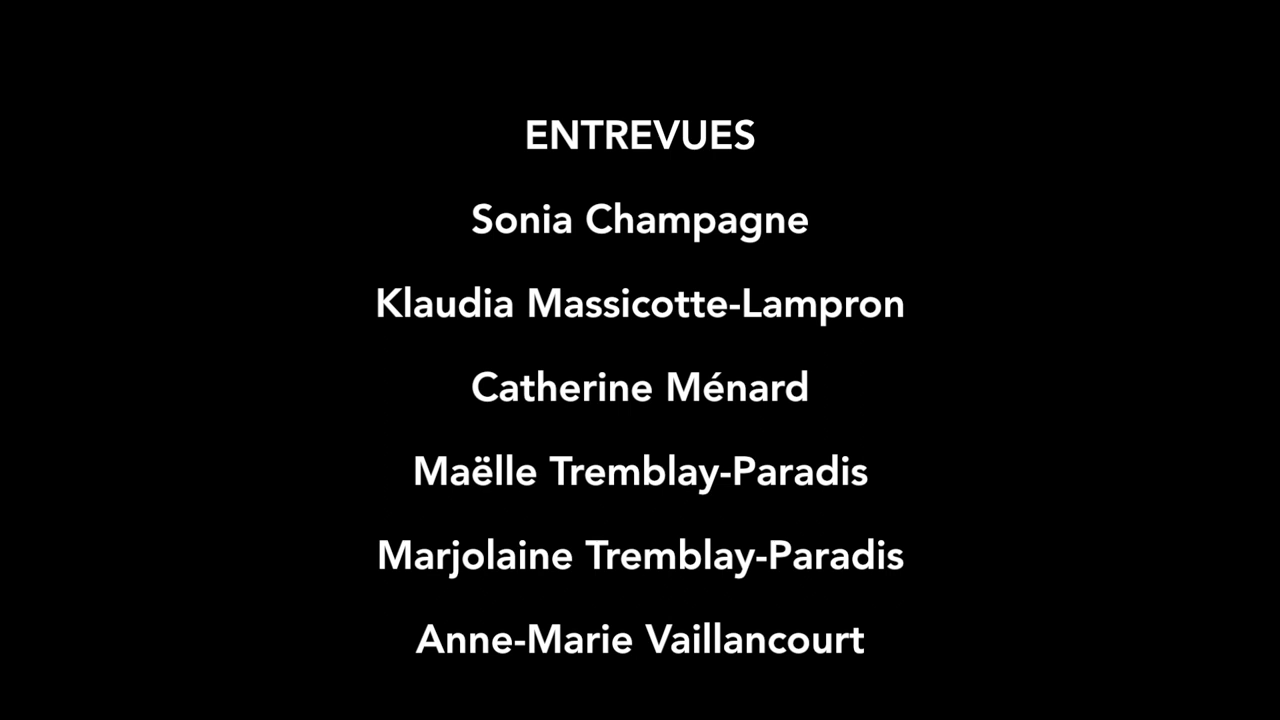 ENTREVUES
Sonia Champagne
Klaudia Massicotte-Lampron
Catherine Ménard
Maëlle Tremblay-Paradis
Marjolaine Tremblay-Paradis
Anne-Marie Vaillancourt